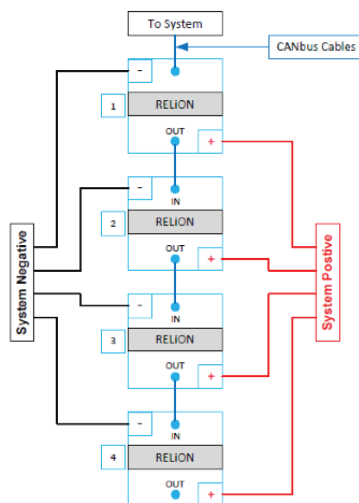 To System
CANbus Cables
-
1
RELiON
OUT
+
-
IN
2
RELiON
OUT
+
System Negative
System Postive
-
IN
3
RELiON
OUT
+
-
IN
4
RELiON
OUT
+